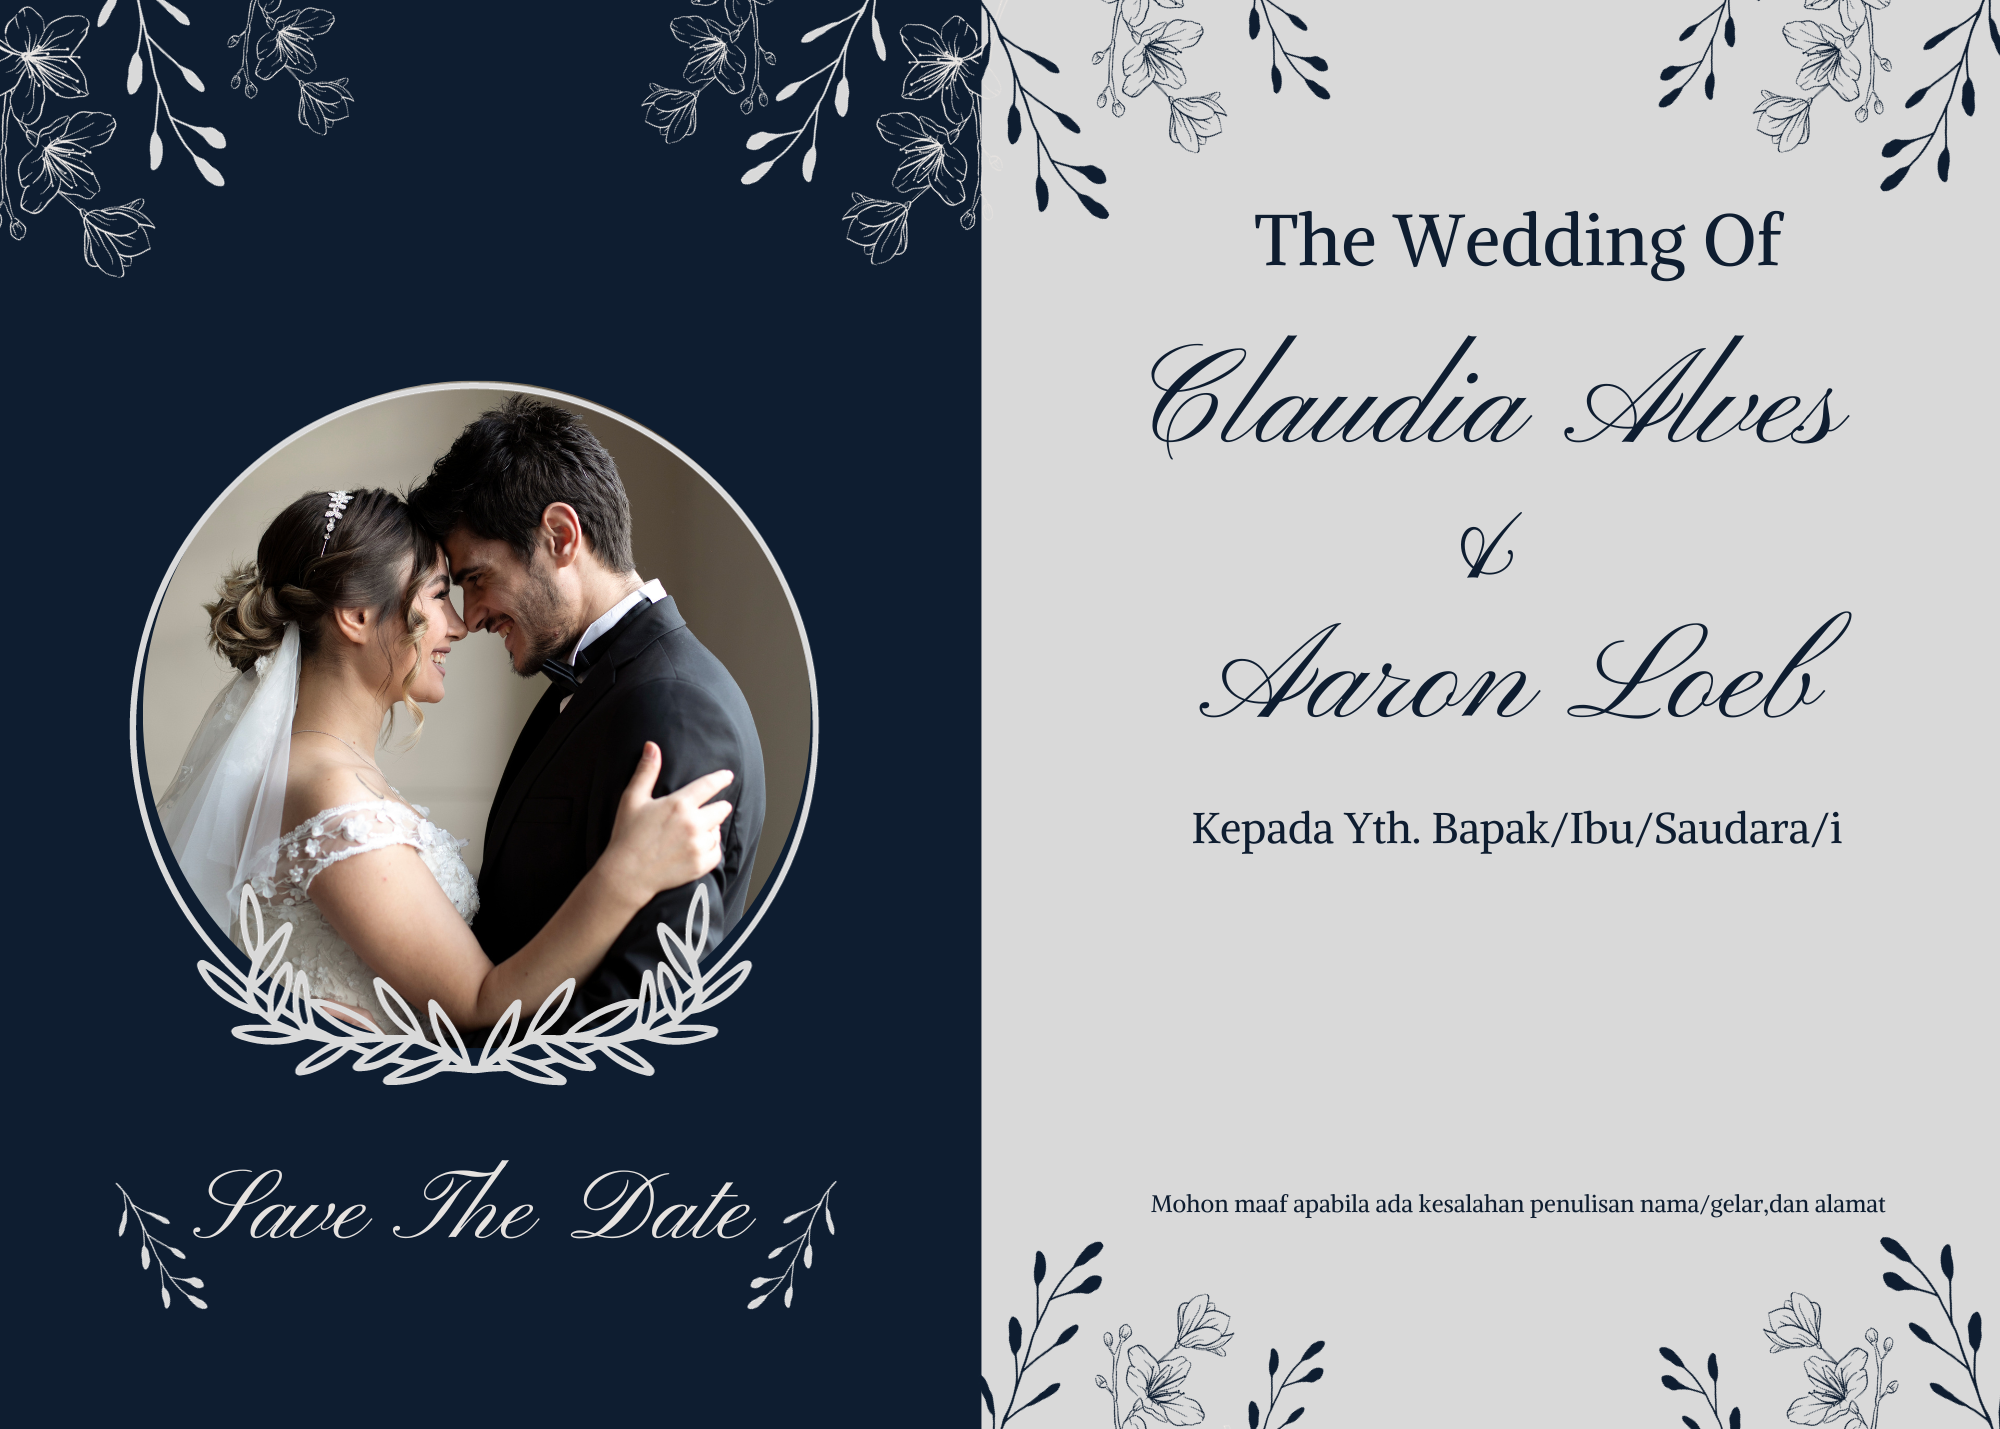 Save The Date
The Wedding Of
Claudia Alves
&
Aaron Loeb
Kepada Yth. Bapak/Ibu/Saudara/i
Mohon maaf apabila ada kesalahan penulisan nama/gelar,dan alamat